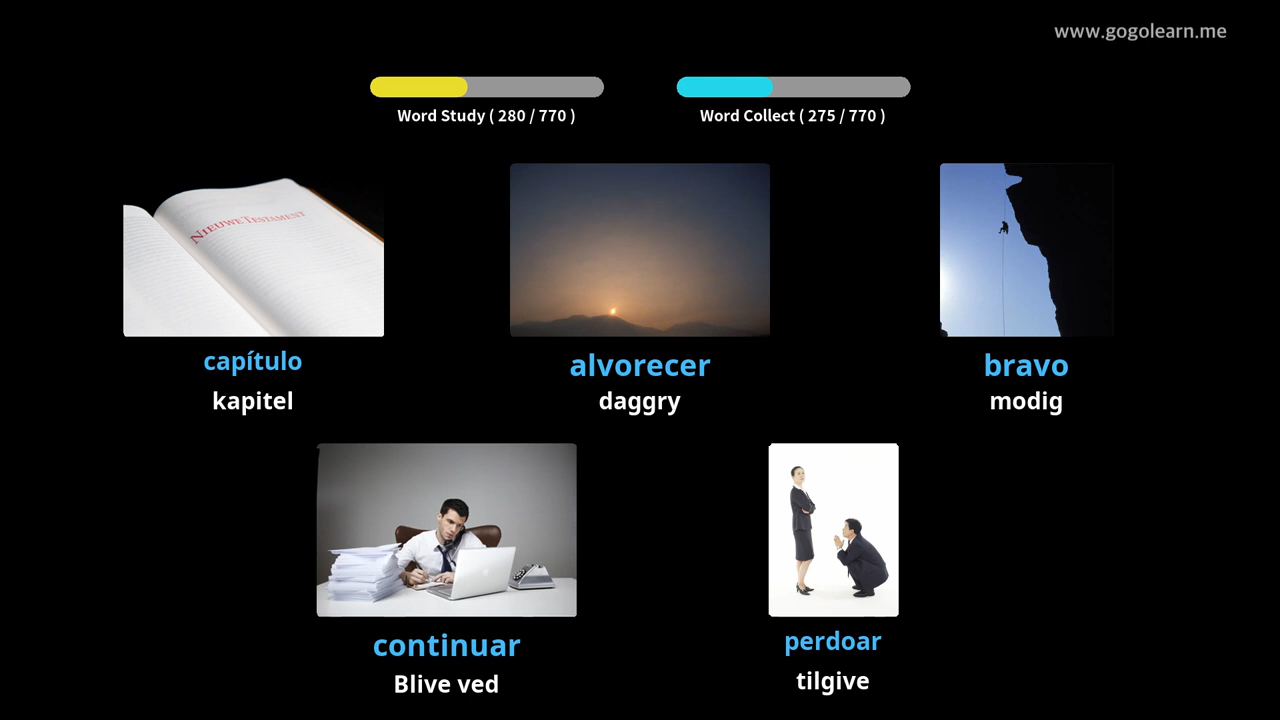 www.gogolearn.me
Word Study ( 280 / 770 )
Word Collect ( 275 / 770 )
NIEUWE TESTAMENT
capítulo
kapitel
alvorecer
daggry
bravo
modig
continuar
Blive ved
perdoar
tilgive